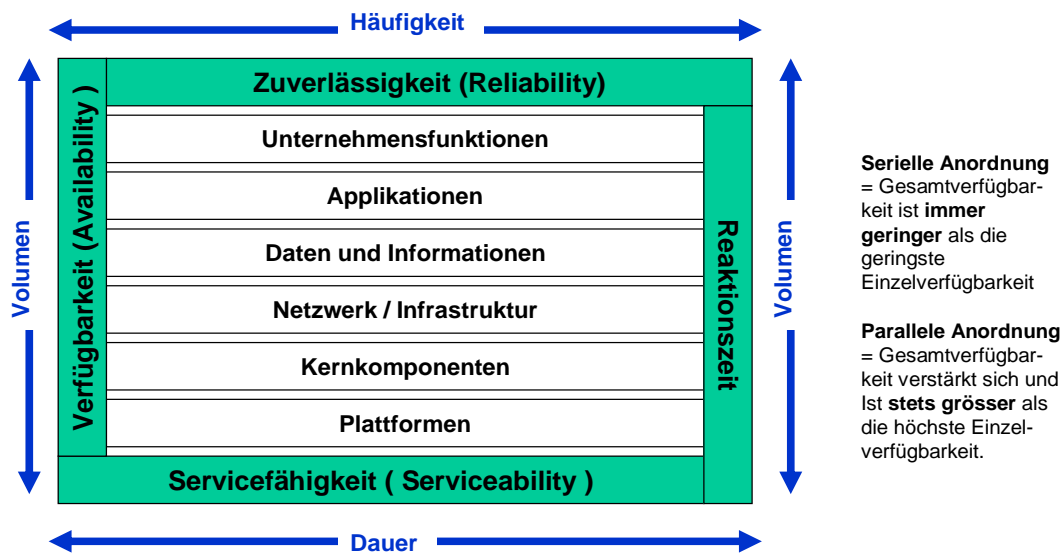 Häufigkeit
Zuverlässigkeit (Reliability)
Verfügbarkeit (Availability )
Volumen
Unternehmensfunktionen
Applikationen
Daten und Informationen
Netzwerk / Infrastruktur
Kernkomponenten
Plattformen
Reaktionszeit
Volumen
Servicefähigkeit ( Serviceability )
Dauer
Serielle Anordnung
= Gesamtverfügbar-
keit ist immer
geringer als die
geringste
Einzelverfügbarkeit
Parallele Anordnung
= Gesamtverfügbar-
keit verstärkt sich und
Ist stets grösser als
die höchste Einzel-
verfügbarkeit.